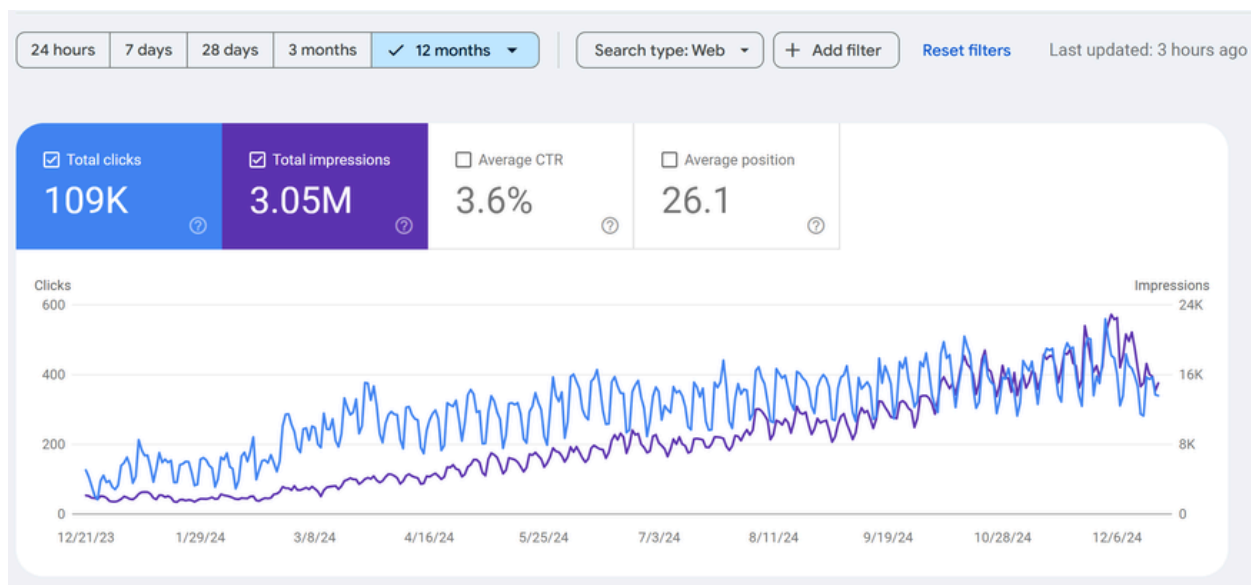 24 hours 7 days 28 days 3 months 12 months Search type: Web Add filter Reset filters Last updated: 3 hours ago
Total clicks Total impressions Average CTR Average position
109K 3.05M 3.6% 26.1
Clicks Impressions
600 24K
400 16K
200 8K
0 0
12/21/23 1/29/24 3/8/24 4/16/24 5/25/24 7/3/24 8/11/24 9/19/24 10/28/24 12/6/24